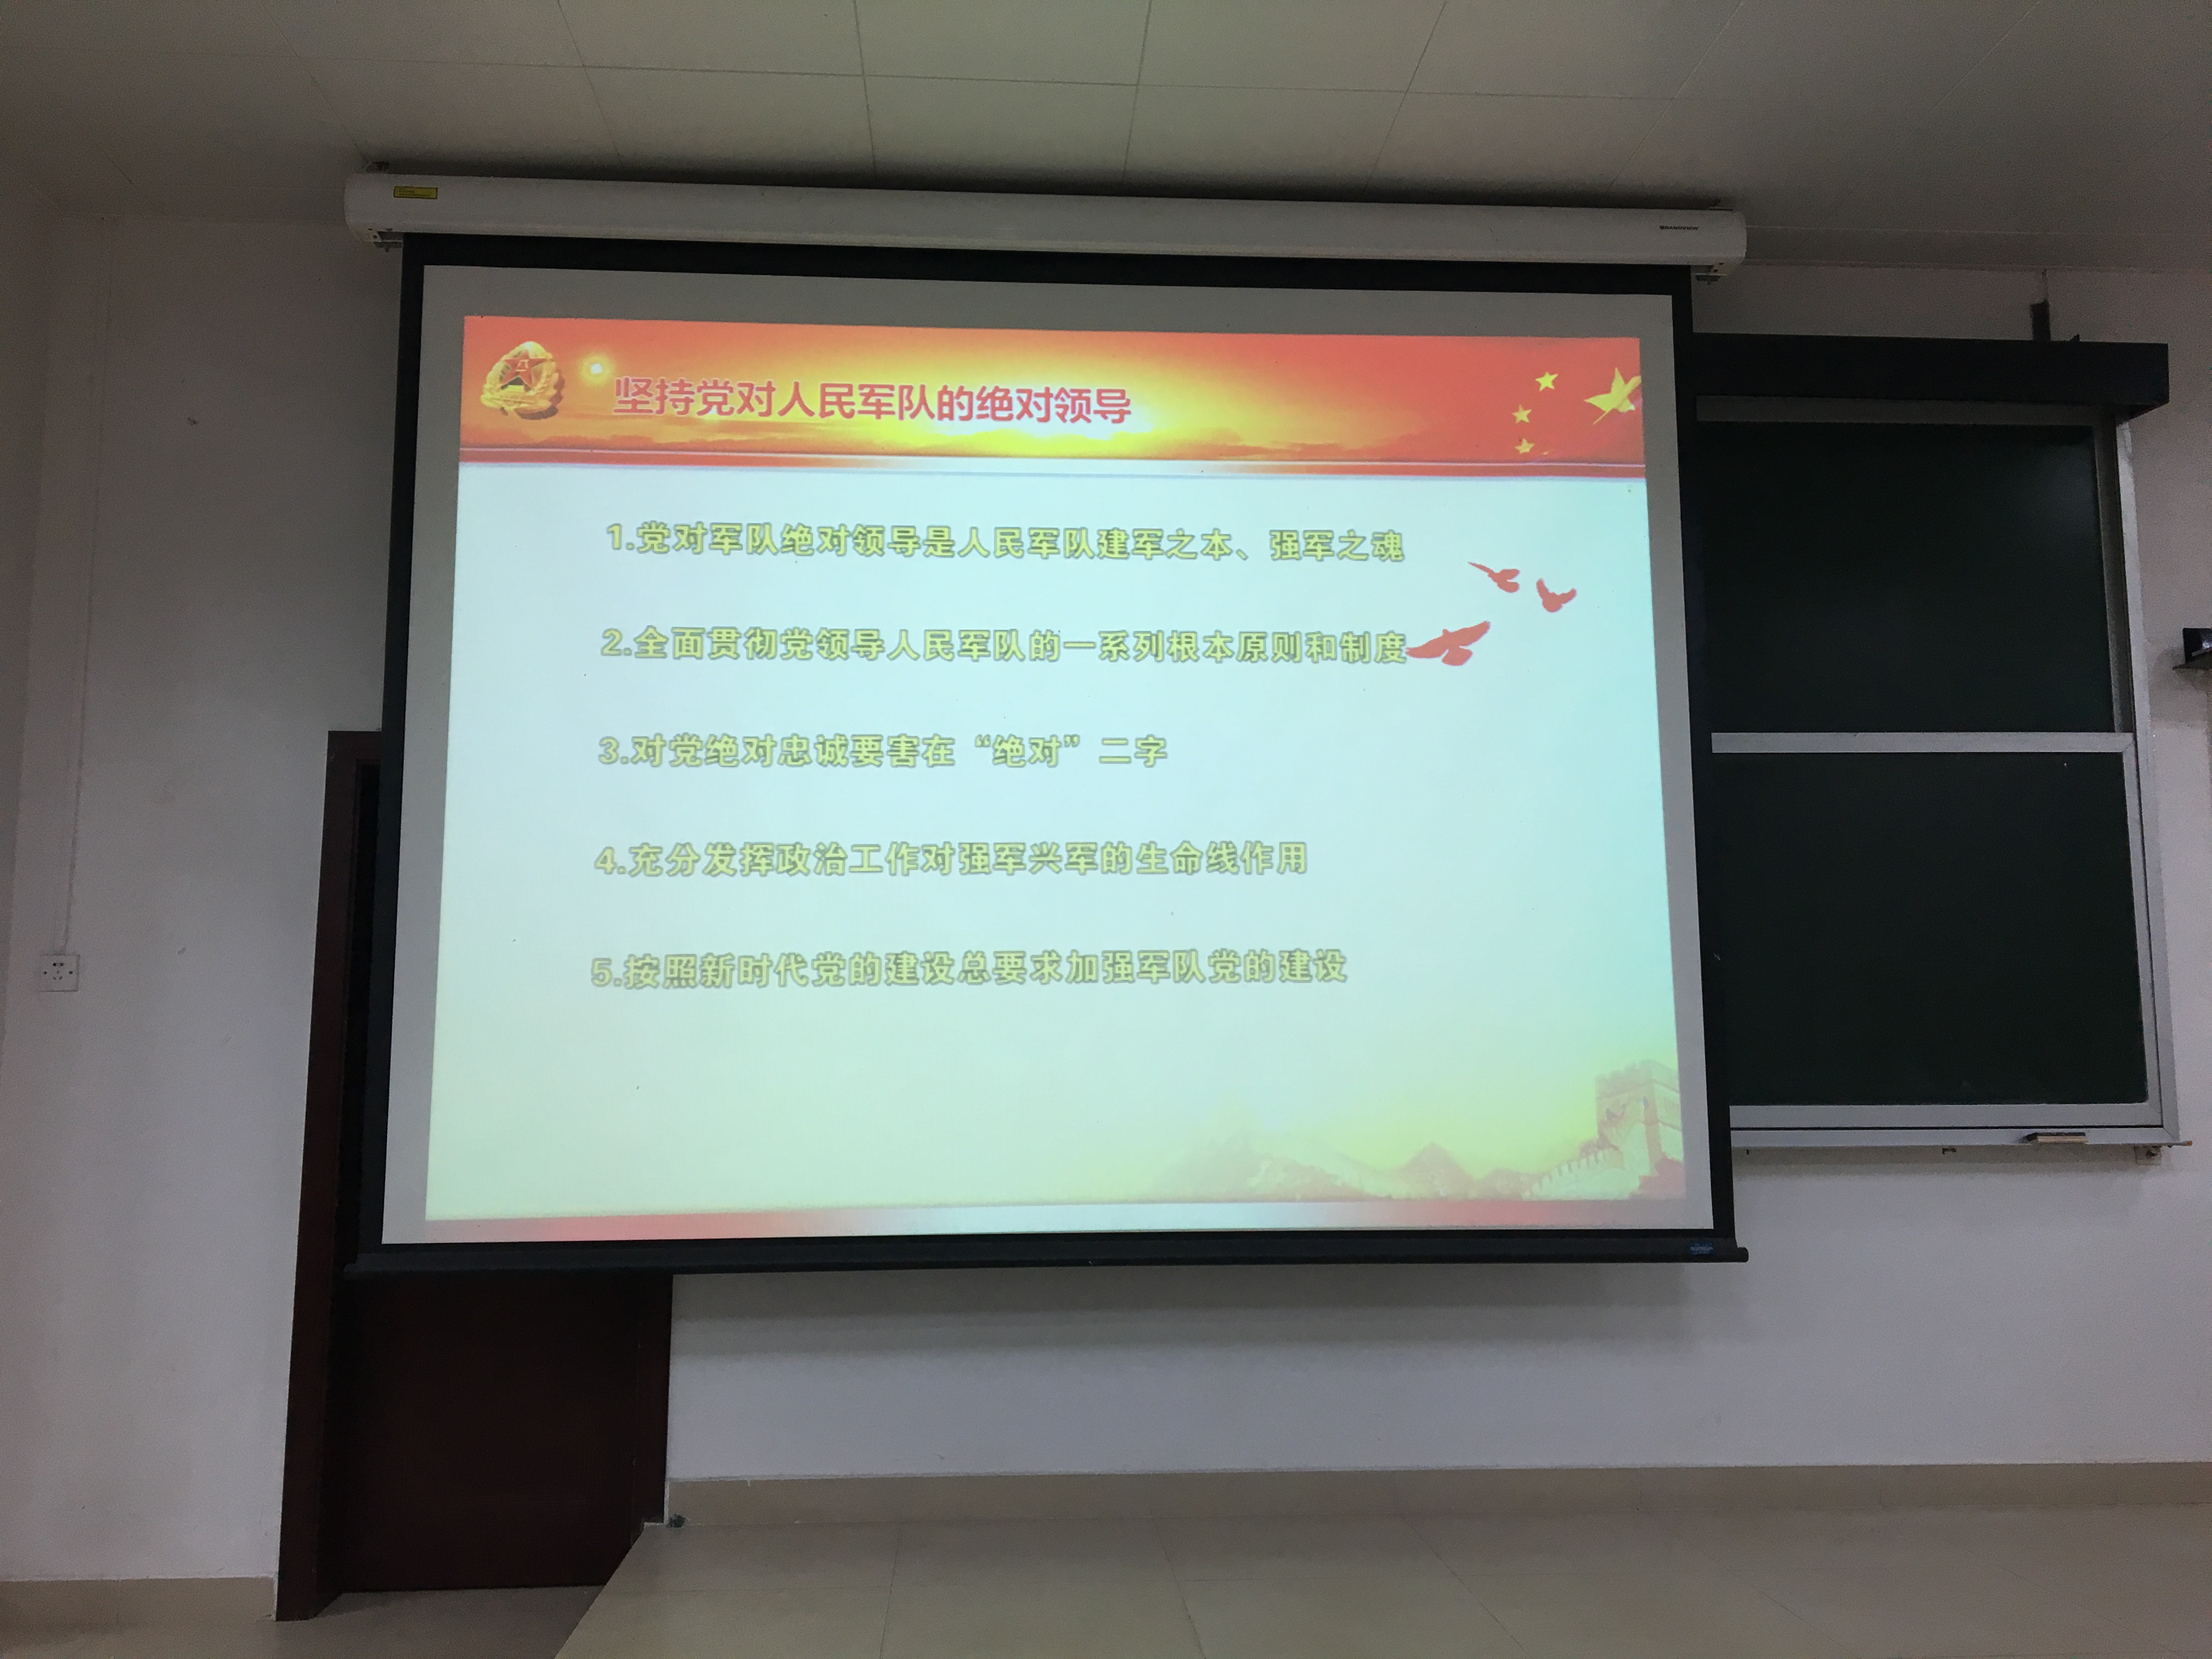 坚持党对人民军队的绝对领导
1.党对军队绝对领导是人民军队建军之本、强军之魂
2.全面贯彻党领导人民军队的一系列根本原则和制度
3.对党绝对忠诚要害在“绝对”二字
4.充分发挥政治工作对强军兴军的生命线作用
5.按照新时代党的建设总要求加强军队党的建设